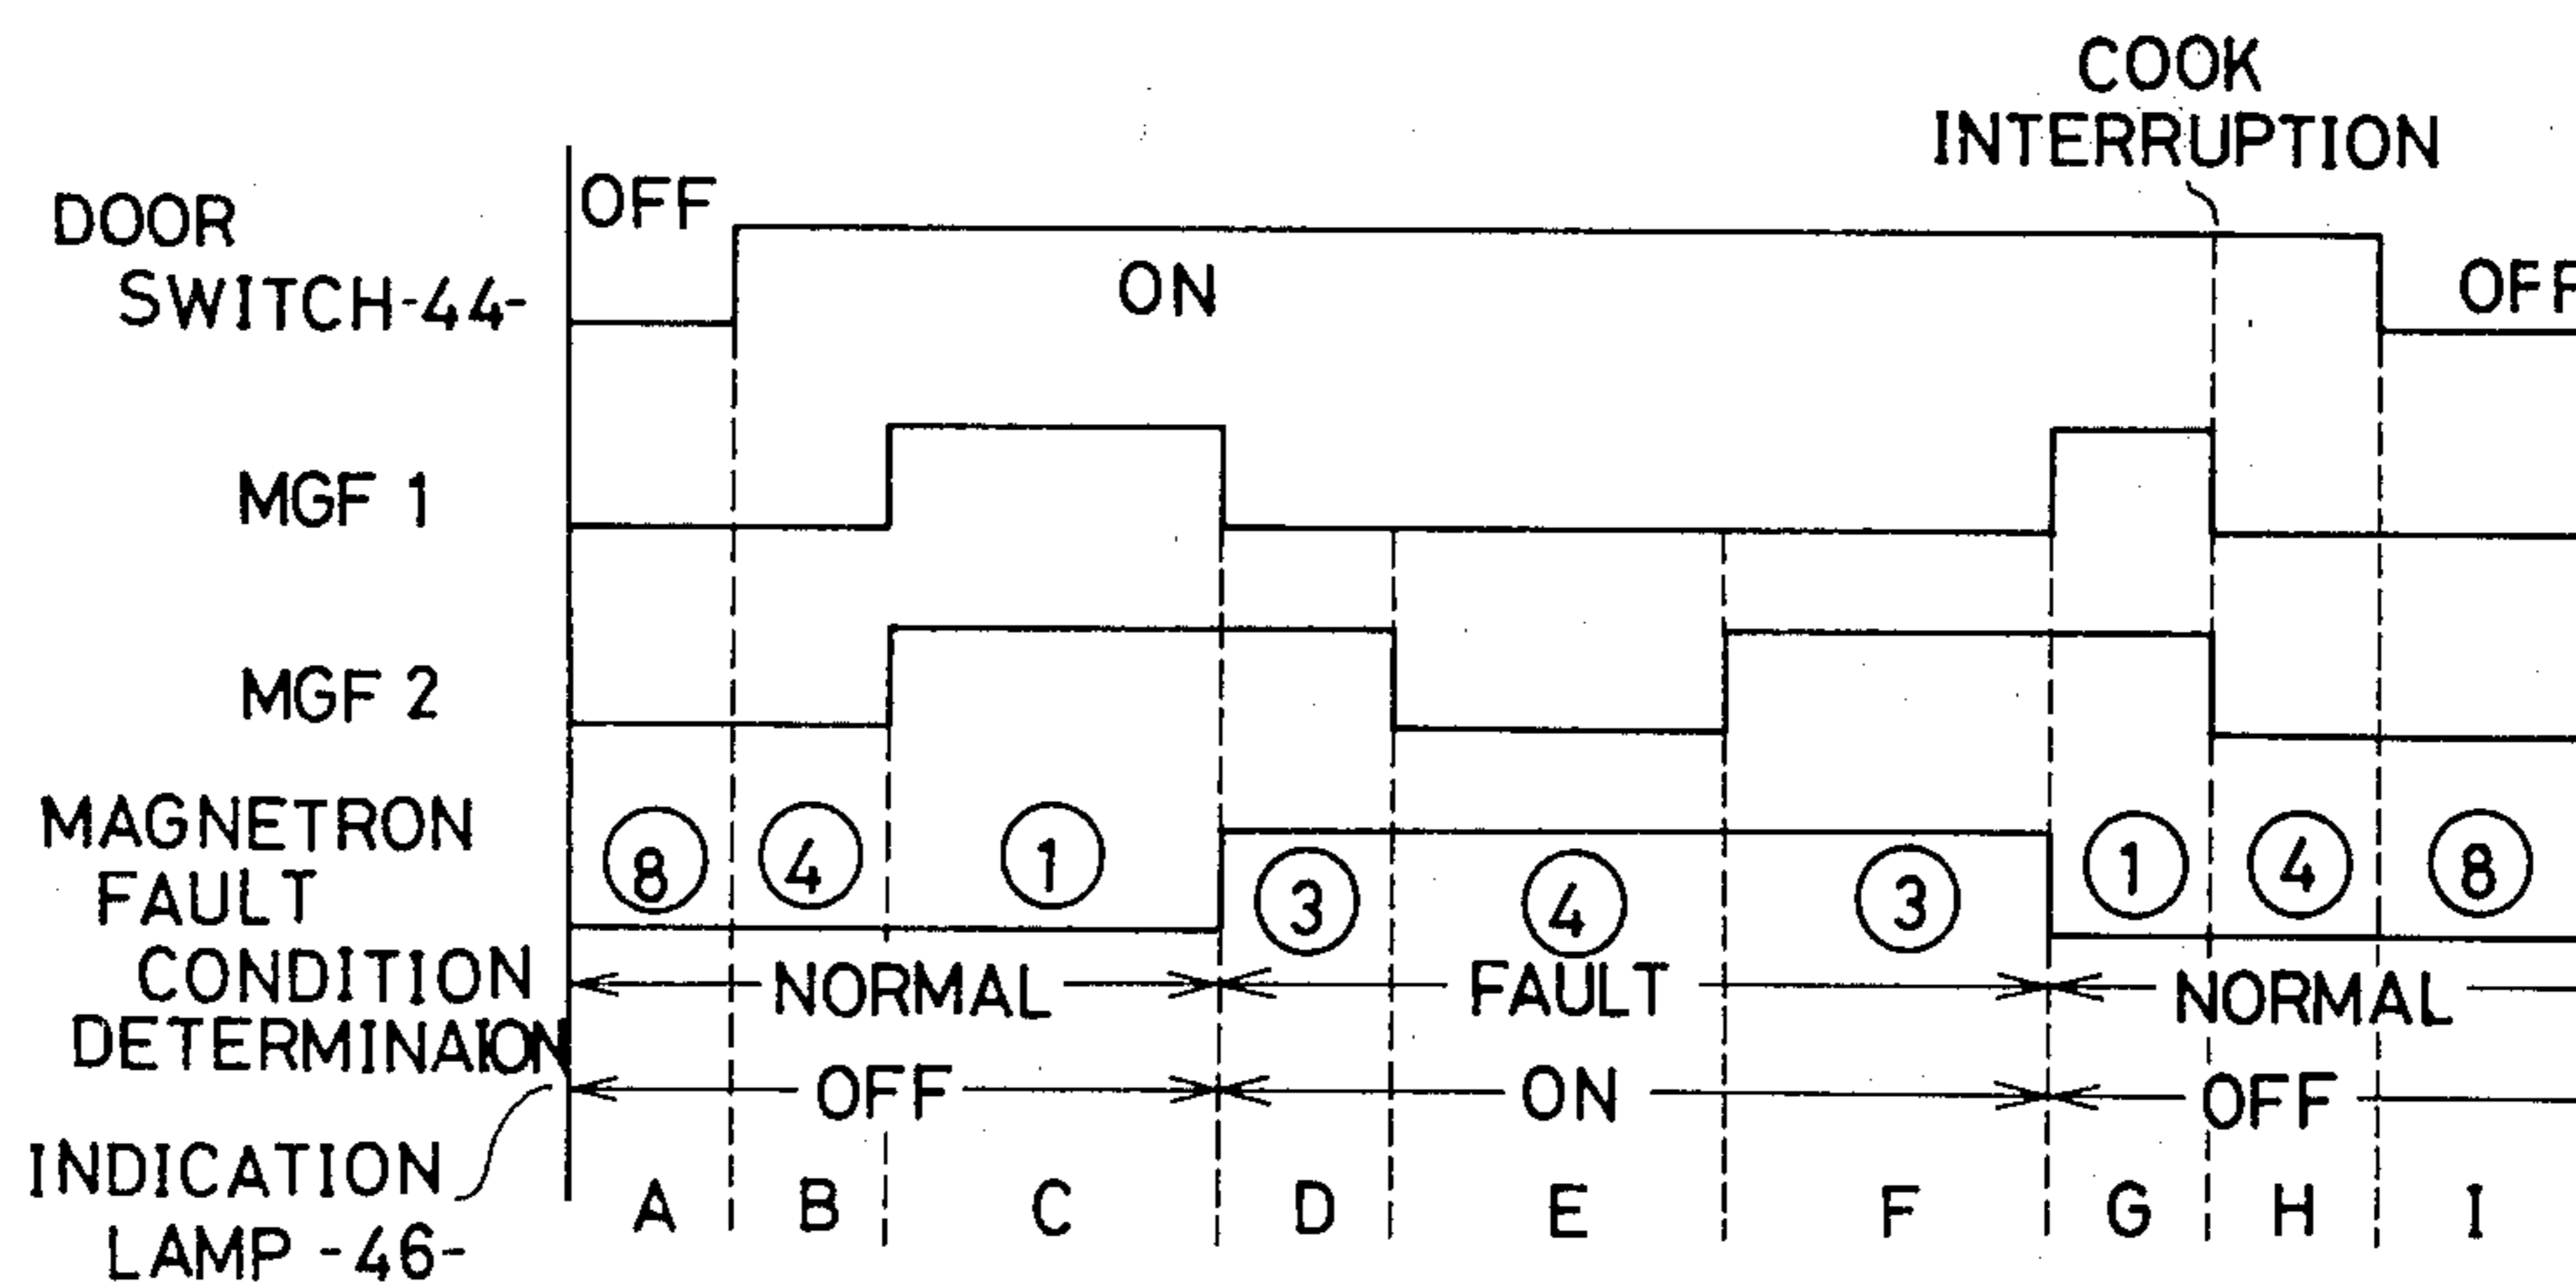 COOK
INTERRUPTION
OFF
DOOR
SWITCH-44-
ON
OFF
MGF 1
MGF 2
MAGNETRON
FAULT
CONDITION
DETERMINAION
8 4 1 3 4 3 1 4 8
NORMAL FAULT NORMAL
OFF ON OFF
INDICATION
LAMP -46-
A B C D E F G H I